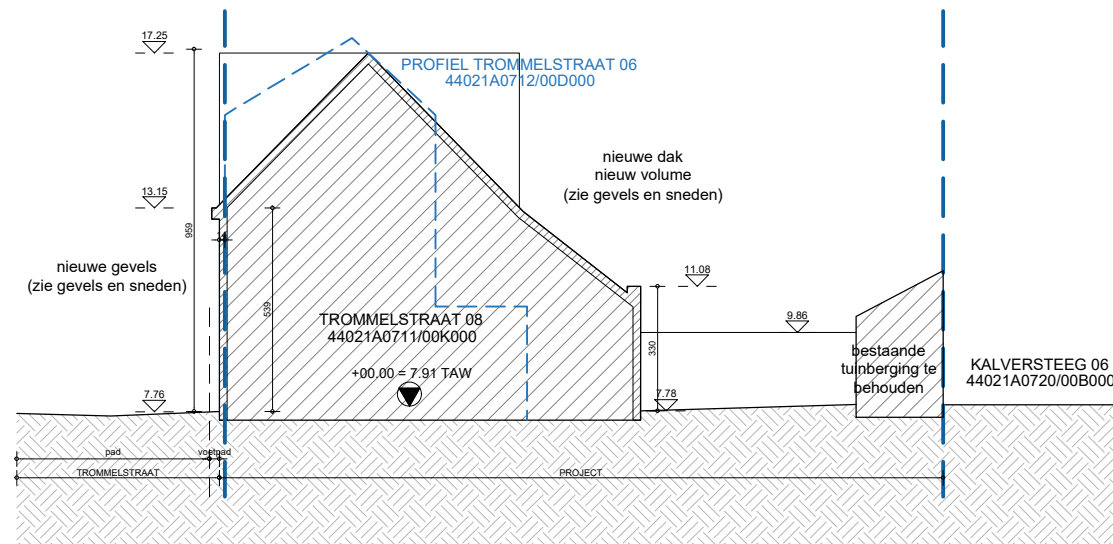 17.25
PROFIEL TROMMELSTRAAT 06
44021A0712/00D000
nieuwe dak
nieuw volume
(zie gevels en sneden)
13.15
959
nieuwe gevels
(zie gevels en sneden)
11.08
539
TROMMELSTRAAT 08
44021A0711/00K000
330
9.86
bestaande
tuinberging te
behouden
KALVERSTEEG 06
44021A0720/00B000
+00.00 = 7.91 TAW
7.76
7.78
pad
voetpad
TROMMELSTRAAT
PROJECT